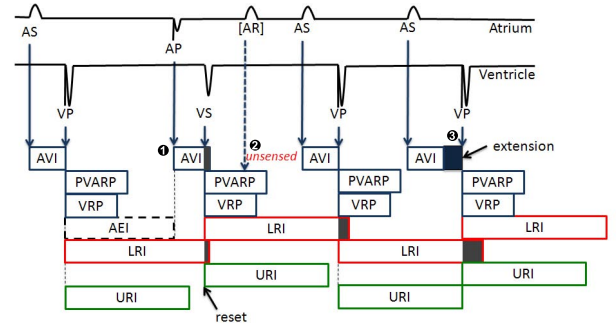 AS AP [AR] AS AS Atrium
Ventricle
VP VS VP VP
❶ ❷ ❸
unsensed
extension
AVI AVI AVI AVI
PVARP PVARP PVARP PVARP
VRP VRP VRP VRP
AEI LRI LRI
LRI LRI
URI URI
URI URI
reset